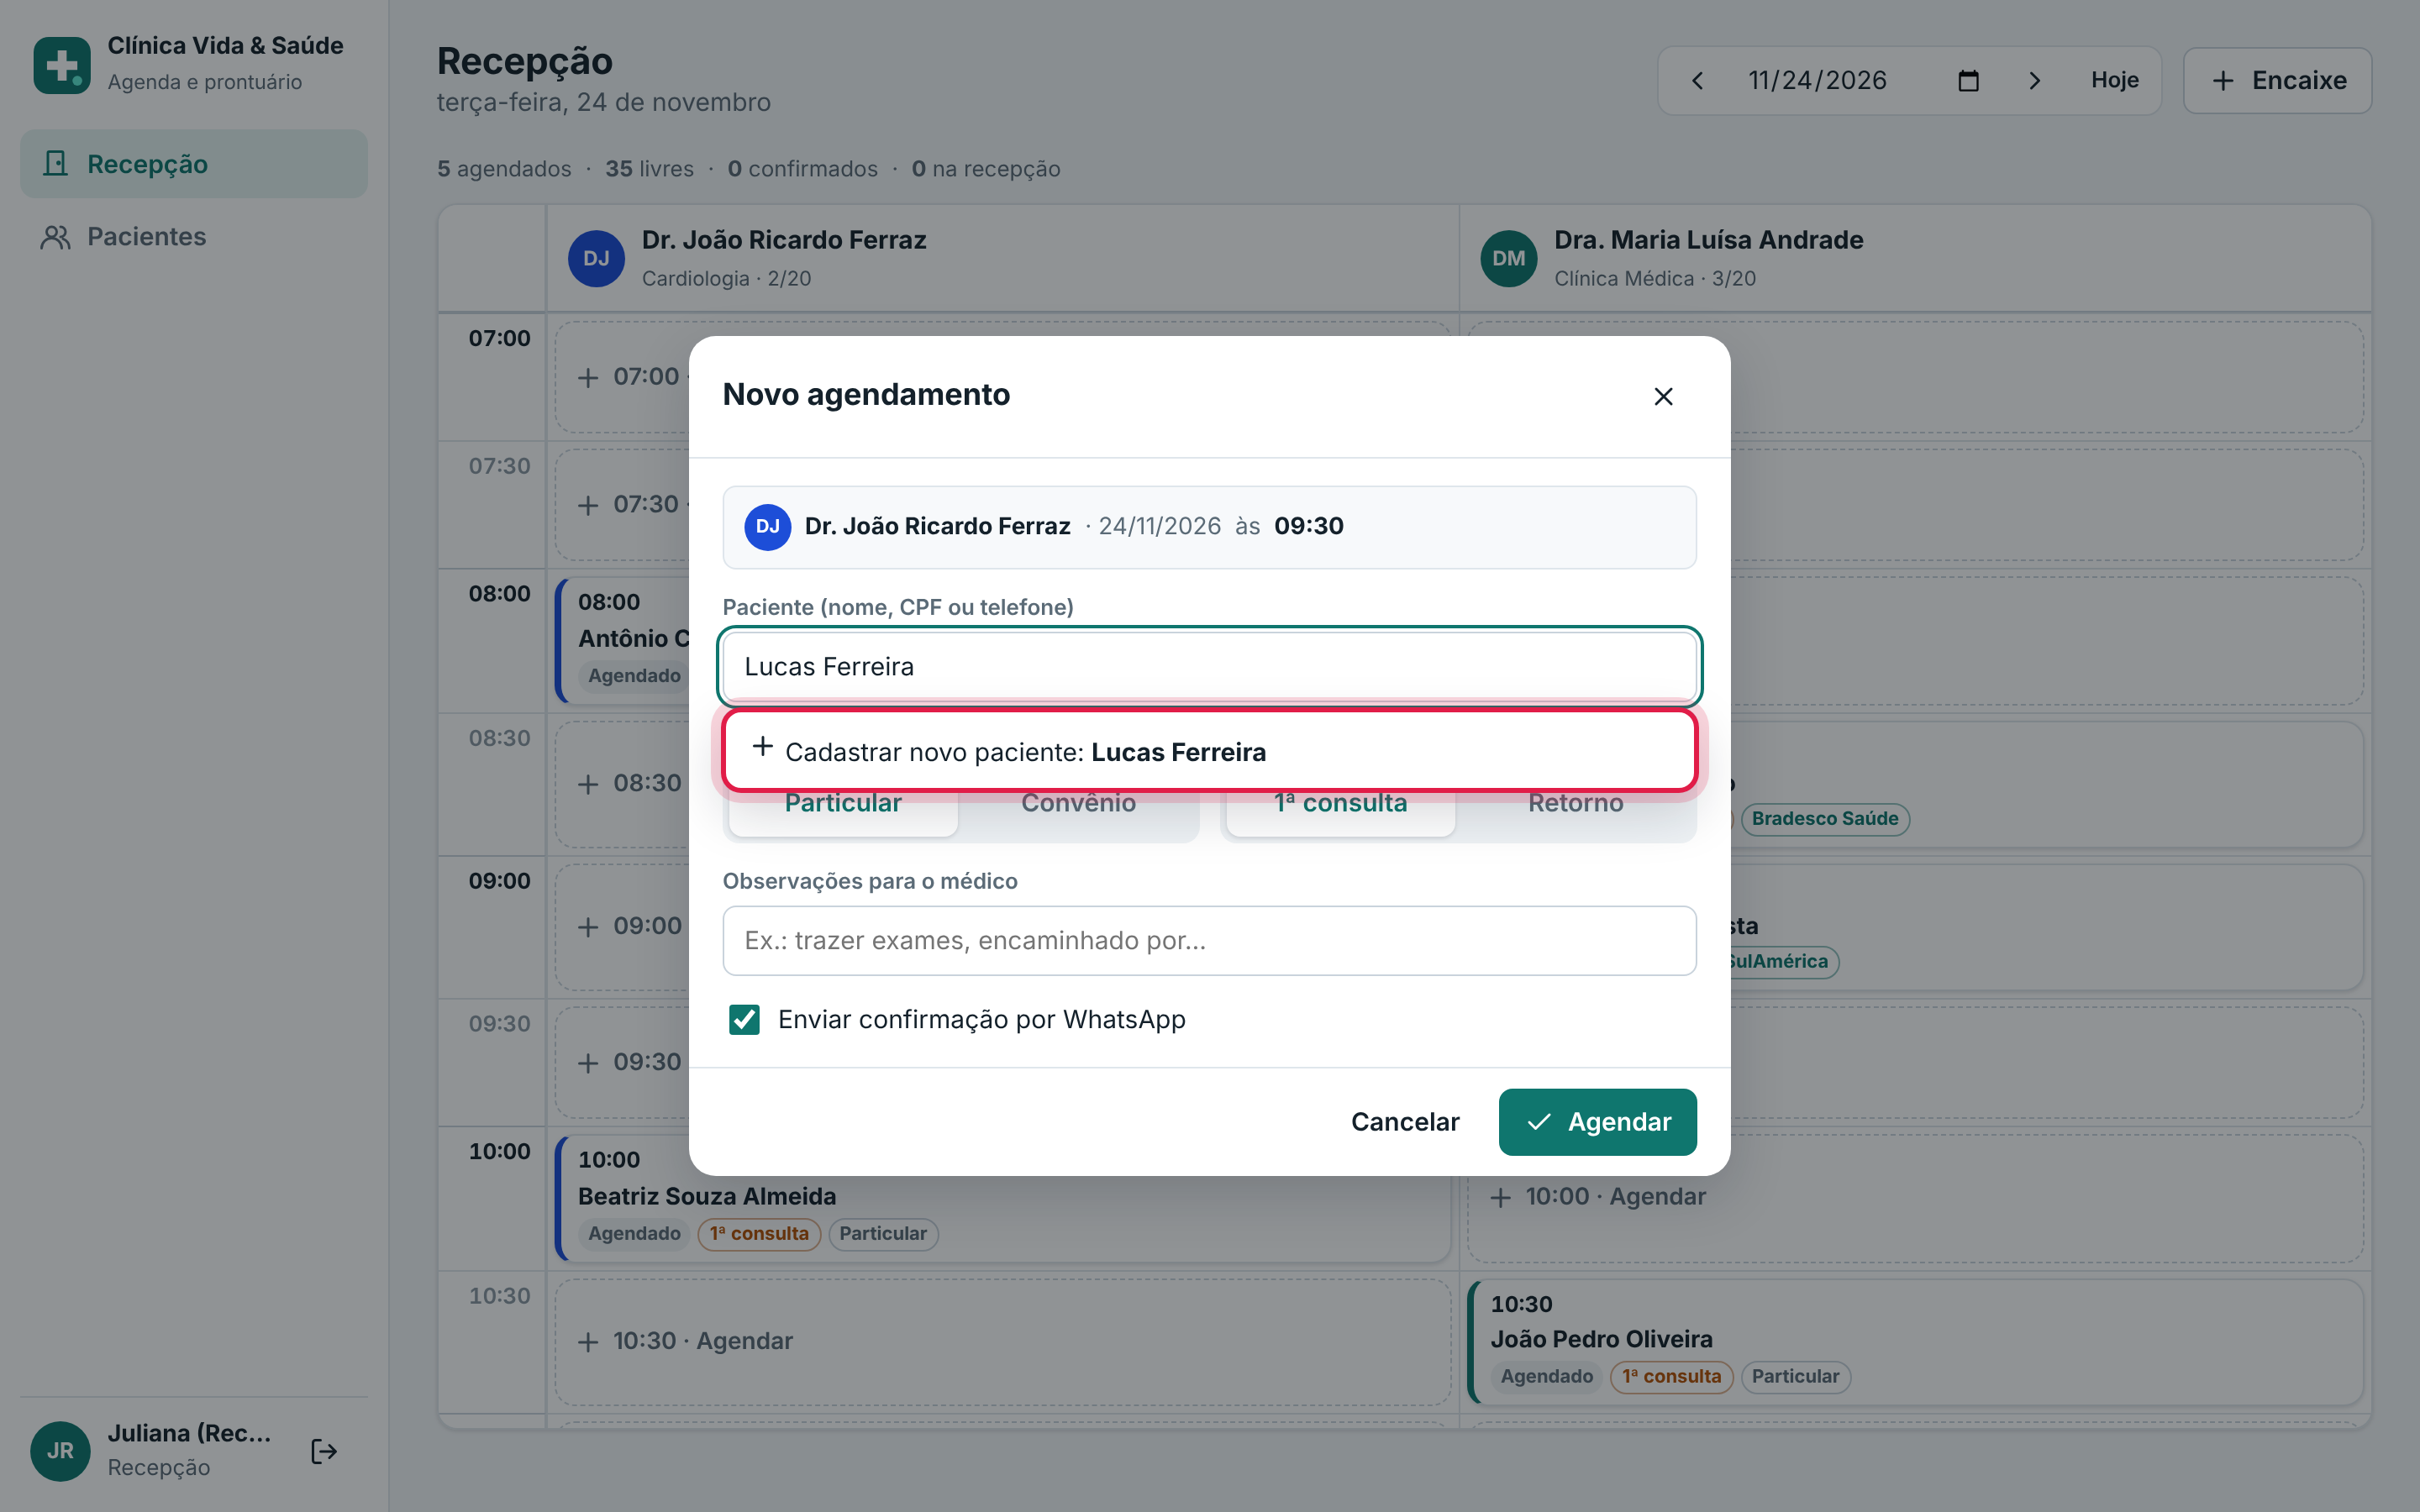 Clínica Vida & Saúde
Agenda e prontuário
Recepção
Pacientes
Juliana (Rec...
Recepção
JR
Recepção
terça-feira, 24 de novembro
11/24/2026
Hoje
Encaixe
5 agendados · 35 livres · 0 confirmados · 0 na recepção
DJ
Dr. João Ricardo Ferraz
Cardiologia · 2/20
DM
Dra. Maria Luísa Andrade
Clínica Médica · 3/20
07:00
07:00
07:30
07:30
08:00
08:00
Antônio C
Agendado
08:30
08:30
Bradesco Saúde
09:00
09:00
sta
SulAmérica
09:30
09:30
10:00
10:00
Beatriz Souza Almeida
Agendado
1ª consulta
Particular
10:00 · Agendar
10:30
10:30 · Agendar
10:30
João Pedro Oliveira
Agendado
1ª consulta
Particular
Novo agendamento
DJ
Dr. João Ricardo Ferraz · 24/11/2026 às 09:30
Paciente (nome, CPF ou telefone)
Lucas Ferreira
Cadastrar novo paciente: Lucas Ferreira
Particular
Convênio
1ª consulta
Retorno
Observações para o médico
Ex.: trazer exames, encaminhado por...
Enviar confirmação por WhatsApp
Cancelar
Agendar